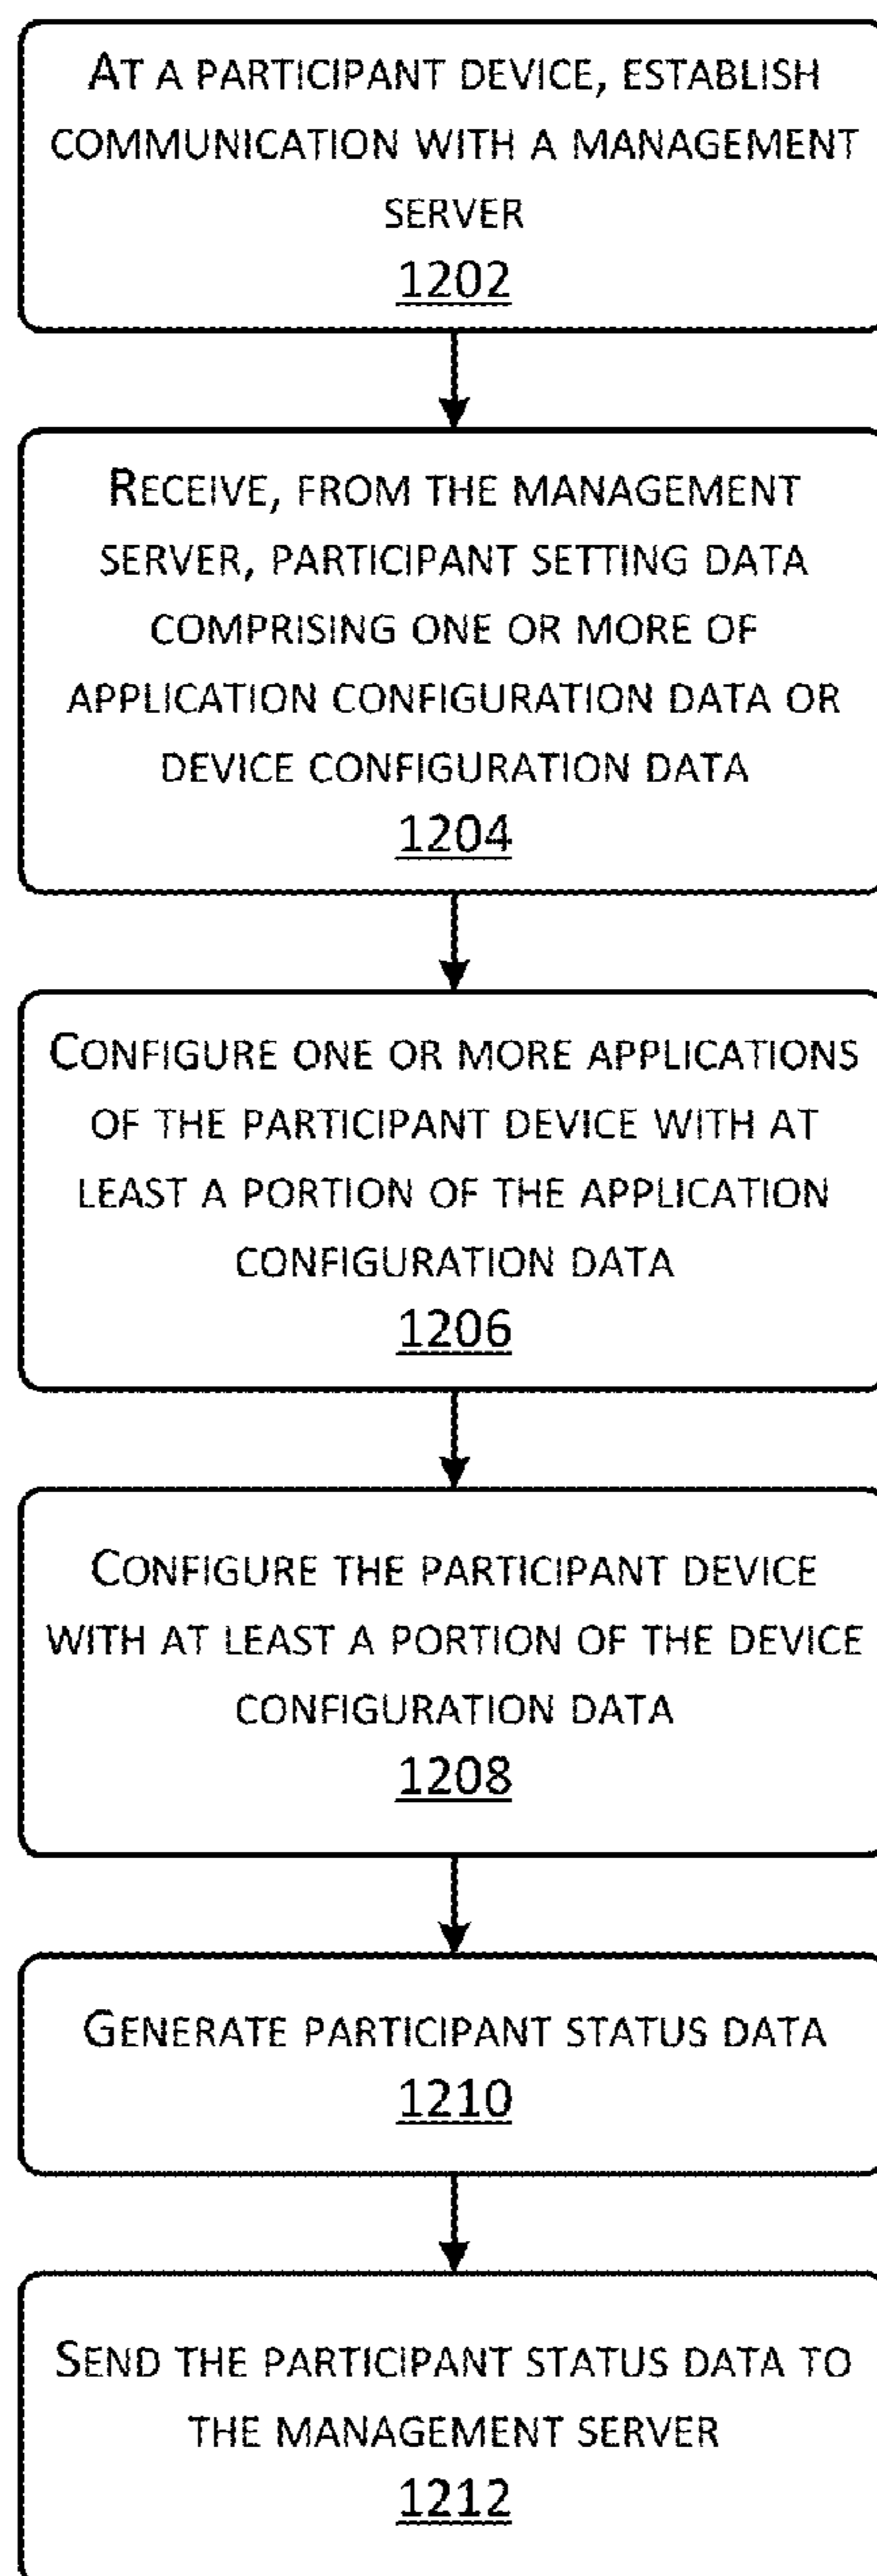 AT A PARTICIPANT DEVICE, ESTABLISH
COMMUNICATION WITH A MANAGEMENT
SERVER
1202
RECEIVE, FROM THE MANAGEMENT
SERVER, PARTICIPANT SETTING DATA
COMPRISING ONE OR MORE OF
APPLICATION CONFIGURATION DATA OR
DEVICE CONFIGURATION DATA
1204
CONFIGURE ONE OR MORE APPLICATIONS
OF THE PARTICIPANT DEVICE WITH AT
LEAST A PORTION OF THE APPLICATION
CONFIGURATION DATA
1206
CONFIGURE THE PARTICIPANT DEVICE
WITH AT LEAST A PORTION OF THE DEVICE
CONFIGURATION DATA
1208
GENERATE PARTICIPANT STATUS DATA
1210
SEND THE PARTICIPANT STATUS DATA TO
THE MANAGEMENT SERVER
1212